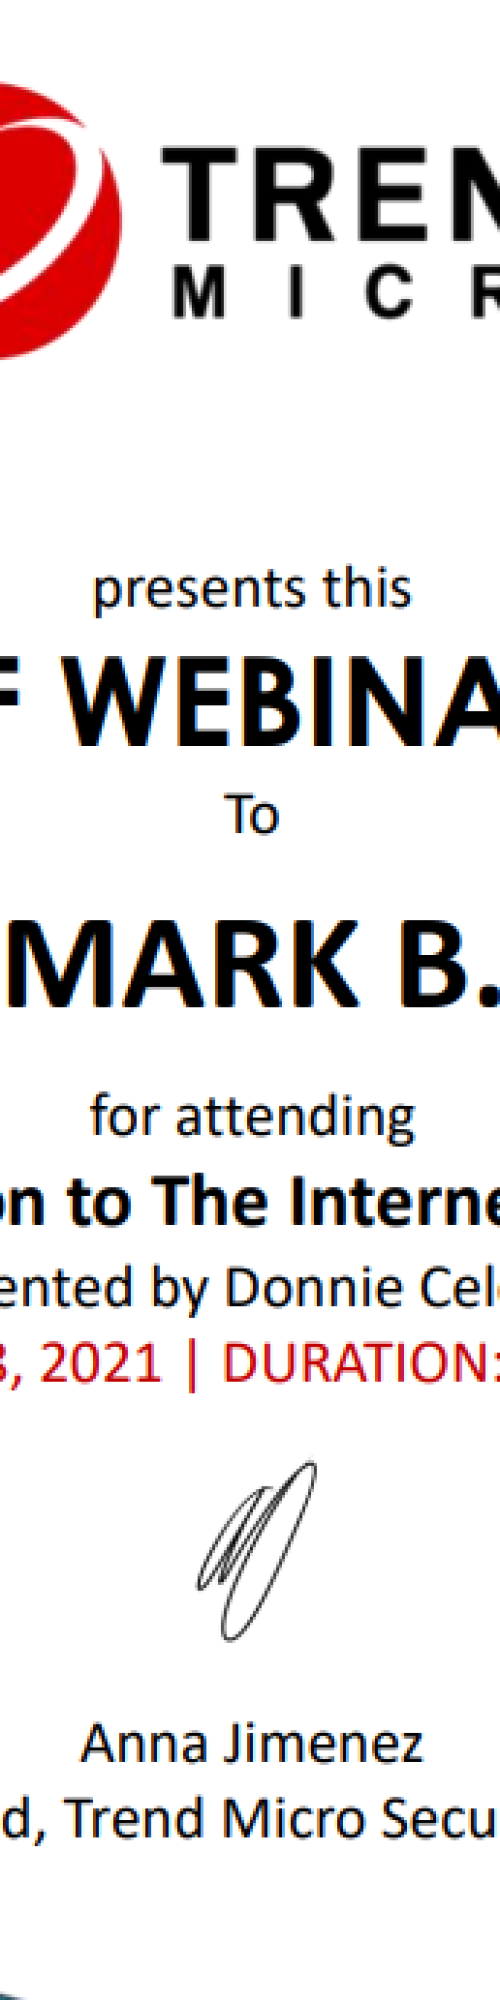 TREN
MICR
presents this
F WEBINA
To
MARK B.
for attending
on to The Interne
ented by Donnie Cel
3, 2021 | DURATION:
Anna Jimenez
d, Trend Micro Secu